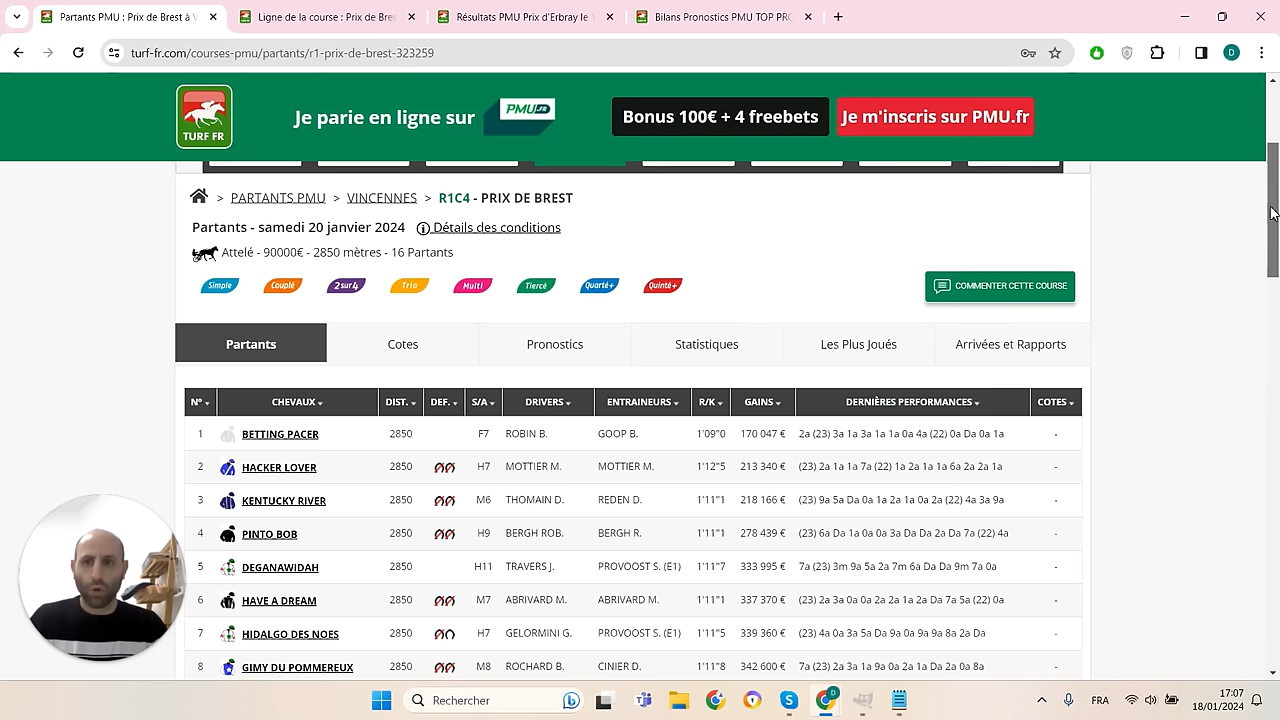 Partants PMU : Prix de Brest à V
Ligne de la course : Prix de Bres
Résultats PMU Prix d'Erbray le 1
Bilans Pronostics PMU TOP PRO
turf-fr.com/courses-pmu/partants/r1-prix-de-brest-323259
D
TURF FR
Je parie en ligne sur
PMU.FR
Bonus 100€ + 4 freebets
Je m'inscris sur PMU.fr
> PARTANTS PMU > VINCENNES > R1C4 - PRIX DE BREST
Partants - samedi 20 janvier 2024 Détails des conditions
Attelé - 90000€ - 2850 mètres - 16 Partants
Simple Couplé 2sur4 Trio Multi Tiercé Quarté+ Quinté+
COMMENTER CETTE COURSE
Partants Cotes Pronostics Statistiques Les Plus Joués Arrivées et Rapports
N° CHEVAUX DIST. DEF. S/A DRIVERS ENTRAINEURS R/K GAINS DERNIÈRES PERFORMANCES COTES
1 BETTING PACER 2850 F7 ROBIN B. GOOP B. 1'09"0 170 047 € 2a (23) 3a 1a 3a 1a 1a 0a 4a (22) 0a Da 0a 1a -
2 HACKER LOVER 2850 H7 MOTTIER M. MOTTIER M. 1'12"5 213 340 € (23) 2a 1a 1a 7a (22) 1a 2a 1a 1a 6a 2a 2a 1a -
3 KENTUCKY RIVER 2850 M6 THOMAIN D. REDEN D. 1'11"1 218 166 € (23) 9a 5a Da 0a 1a 2a 1a 0a 2a (22) 4a 3a 9a -
4 PINTO BOB 2850 H9 BERGH ROB. BERGH R. 1'11"1 278 439 € (23) 6a Da 1a 0a 0a 3a Da Da 2a Da 7a (22) 4a -
5 DEGANAWIDAH 2850 H11 TRAVERS J. PROVOOST S. (E1) 1'11"7 333 995 € 7a (23) 3m 9a 5a 2a 7m 6a Da Da 9m 7a 0a -
6 HAVE A DREAM 2850 M7 ABRIVARD M. ABRIVARD M. 1'11"1 337 370 € (23) 2a 3a 0a 0a 2a 2a 1a 2a Da 7a 5a (22) 0a -
7 HIDALGO DES NOES 2850 H7 GELORMINI G. PROVOOST S. (E1) 1'11"5 339 360 € (23) 4a 0a 3a 5a Da 9a 0a 9a 9a 8a 2a Da -
8 GIMY DU POMMEREUX 2850 M8 ROCHARD B. CINIER D. 1'11"8 342 600 € 7a (23) 2a 3a 1a 9a 0a 2a 1a Da 2a 0a 8a -
Rechercher
FRA
17:07
18/01/2024